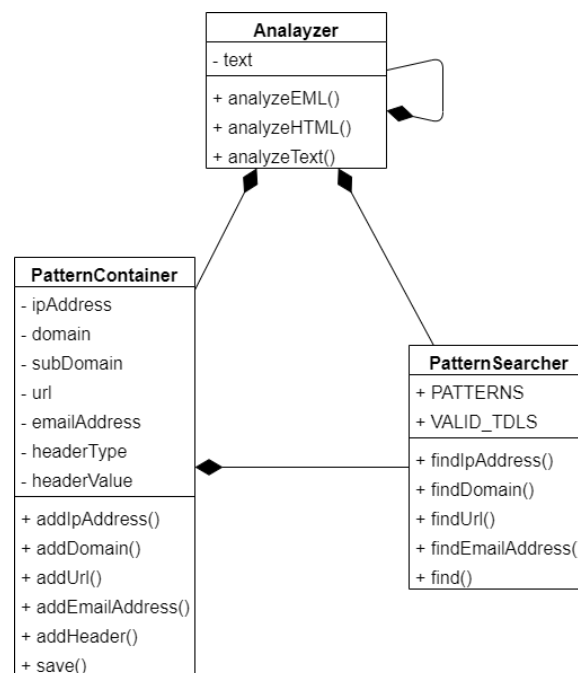 Analayzer
- text
+ analyzeEML()
+ analyzeHTML()
+ analyzeText()
PatternContainer
- ipAddress
- domain
- subDomain
- url
- emailAddress
- headerType
- headerValue
+ addIpAddress()
+ addDomain()
+ addUrl()
+ addEmailAddress()
+ addHeader()
+ save()
PatternSearcher
+ PATTERNS
+ VALID_TDLS
+ findIpAddress()
+ findDomain()
+ findUrl()
+ findEmailAddress(
+ find()